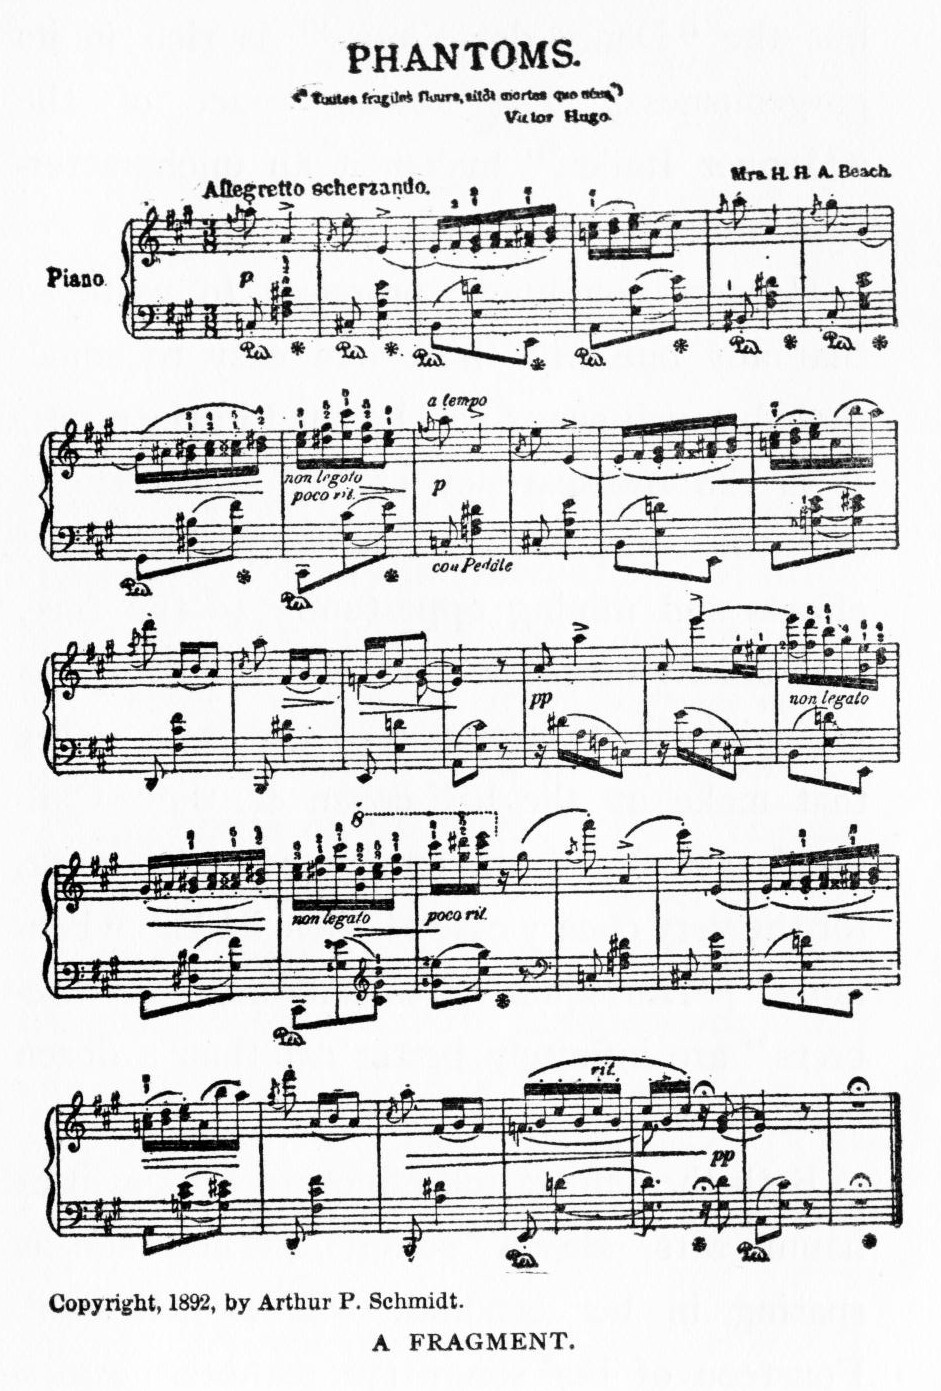 PHANTOMS.
"Toutes fragiles fleurs, sitôt mortes que nées."
Victor Hugo.
Mrs. H. H. A. Beach.
Allegretto scherzando.
Piano.
p
a tempo
non legato
poco rit.
p
con Pedale
pp
non legato
8
non legato
poco rit.
rit.
pp
Copyright, 1892, by Arthur P. Schmidt.
A FRAGMENT.